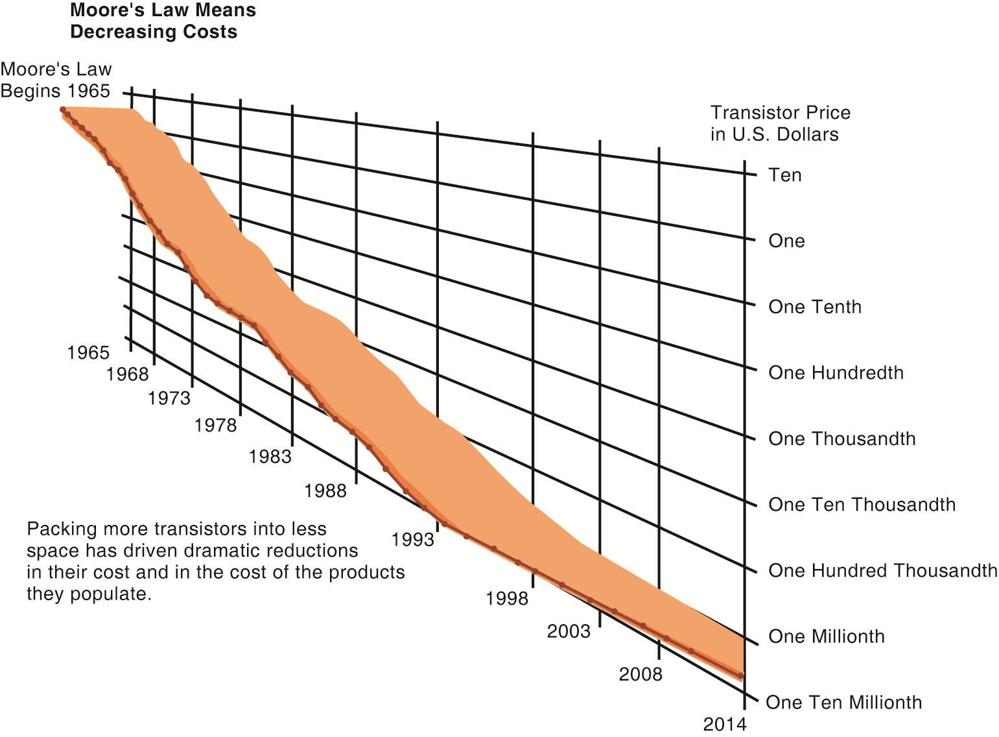 Moore's Law Means
Decreasing Costs
Moore's Law
Begins 1965
Transistor Price
in U.S. Dollars
Ten
One
One Tenth
One Hundredth
One Thousandth
One Ten Thousandth
One Hundred Thousandth
One Millionth
One Ten Millionth
1965
1968
1973
1978
1983
1988
1993
1998
2003
2008
2014
Packing more transistors into less
space has driven dramatic reductions
in their cost and in the cost of the products
they populate.